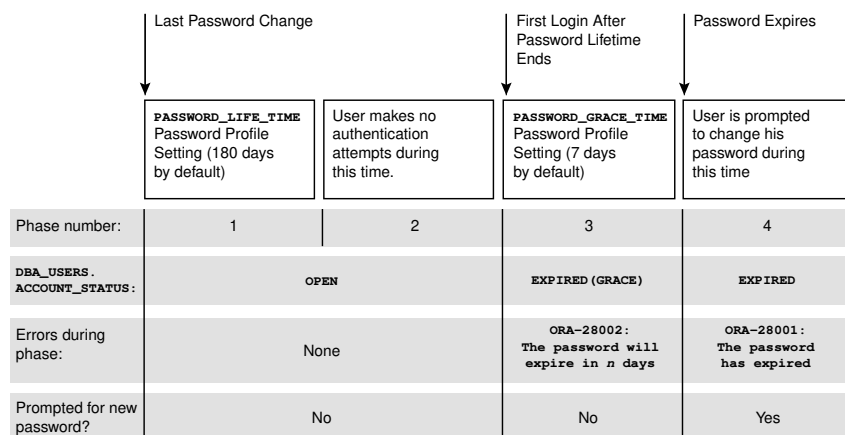 Last Password Change
First Login After
Password Lifetime
Ends
Password Expires
PASSWORD_LIFE_TIME
Password Profile
Setting (180 days
by default)
User makes no
authentication
attempts during
this time.
PASSWORD_GRACE_TIME
Password Profile
Setting (7 days
by default)
User is prompted
to change his
password during
this time
Phase number:
1
2
3
4
DBA_USERS.
ACCOUNT_STATUS:
OPEN
EXPIRED(GRACE)
EXPIRED
Errors during
phase:
None
ORA-28002:
The password will
expire in n days
ORA-28001:
The password
has expired
Prompted for new
password?
No
No
Yes